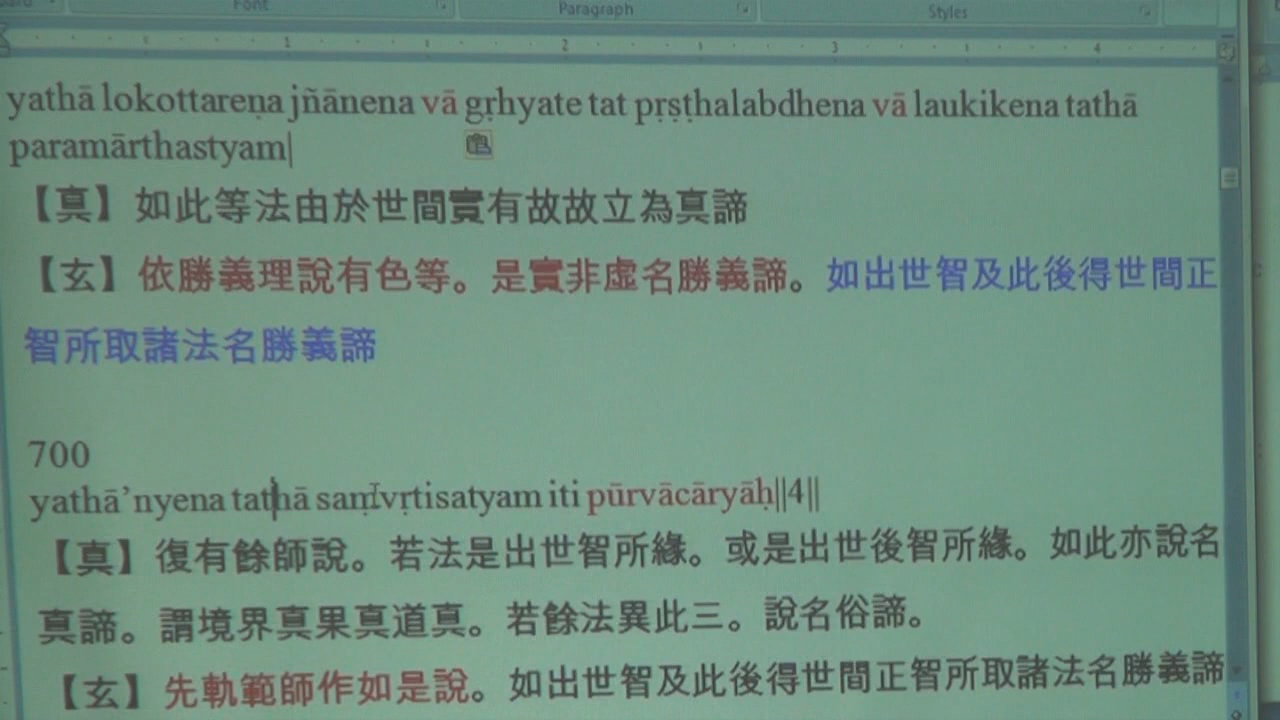 Font Paragraph Styles
1 2 3 4
yathā lokottareṇa jñānena vā gṛhyate tat pṛṣṭhalabdhena vā laukikena tathā
paramārthastyam
【真】如此等法由於世間實有故故立為真諦
【玄】依勝義理說有色等。是實非虛名勝義諦。如出世智及此後得世間正
智所取諸法名勝義諦
700
yathā’nyena tathā saṃvṛtisatyam iti pūrvācāryāḥ||4||
【真】復有餘師說。若法是出世智所緣。或是出世後智所緣。如此亦說名
真諦。謂境界真果真道真。若餘法異此三。說名俗諦。
【玄】先軌範師作如是說。如出世智及此後得世間正智所取諸法名勝義諦